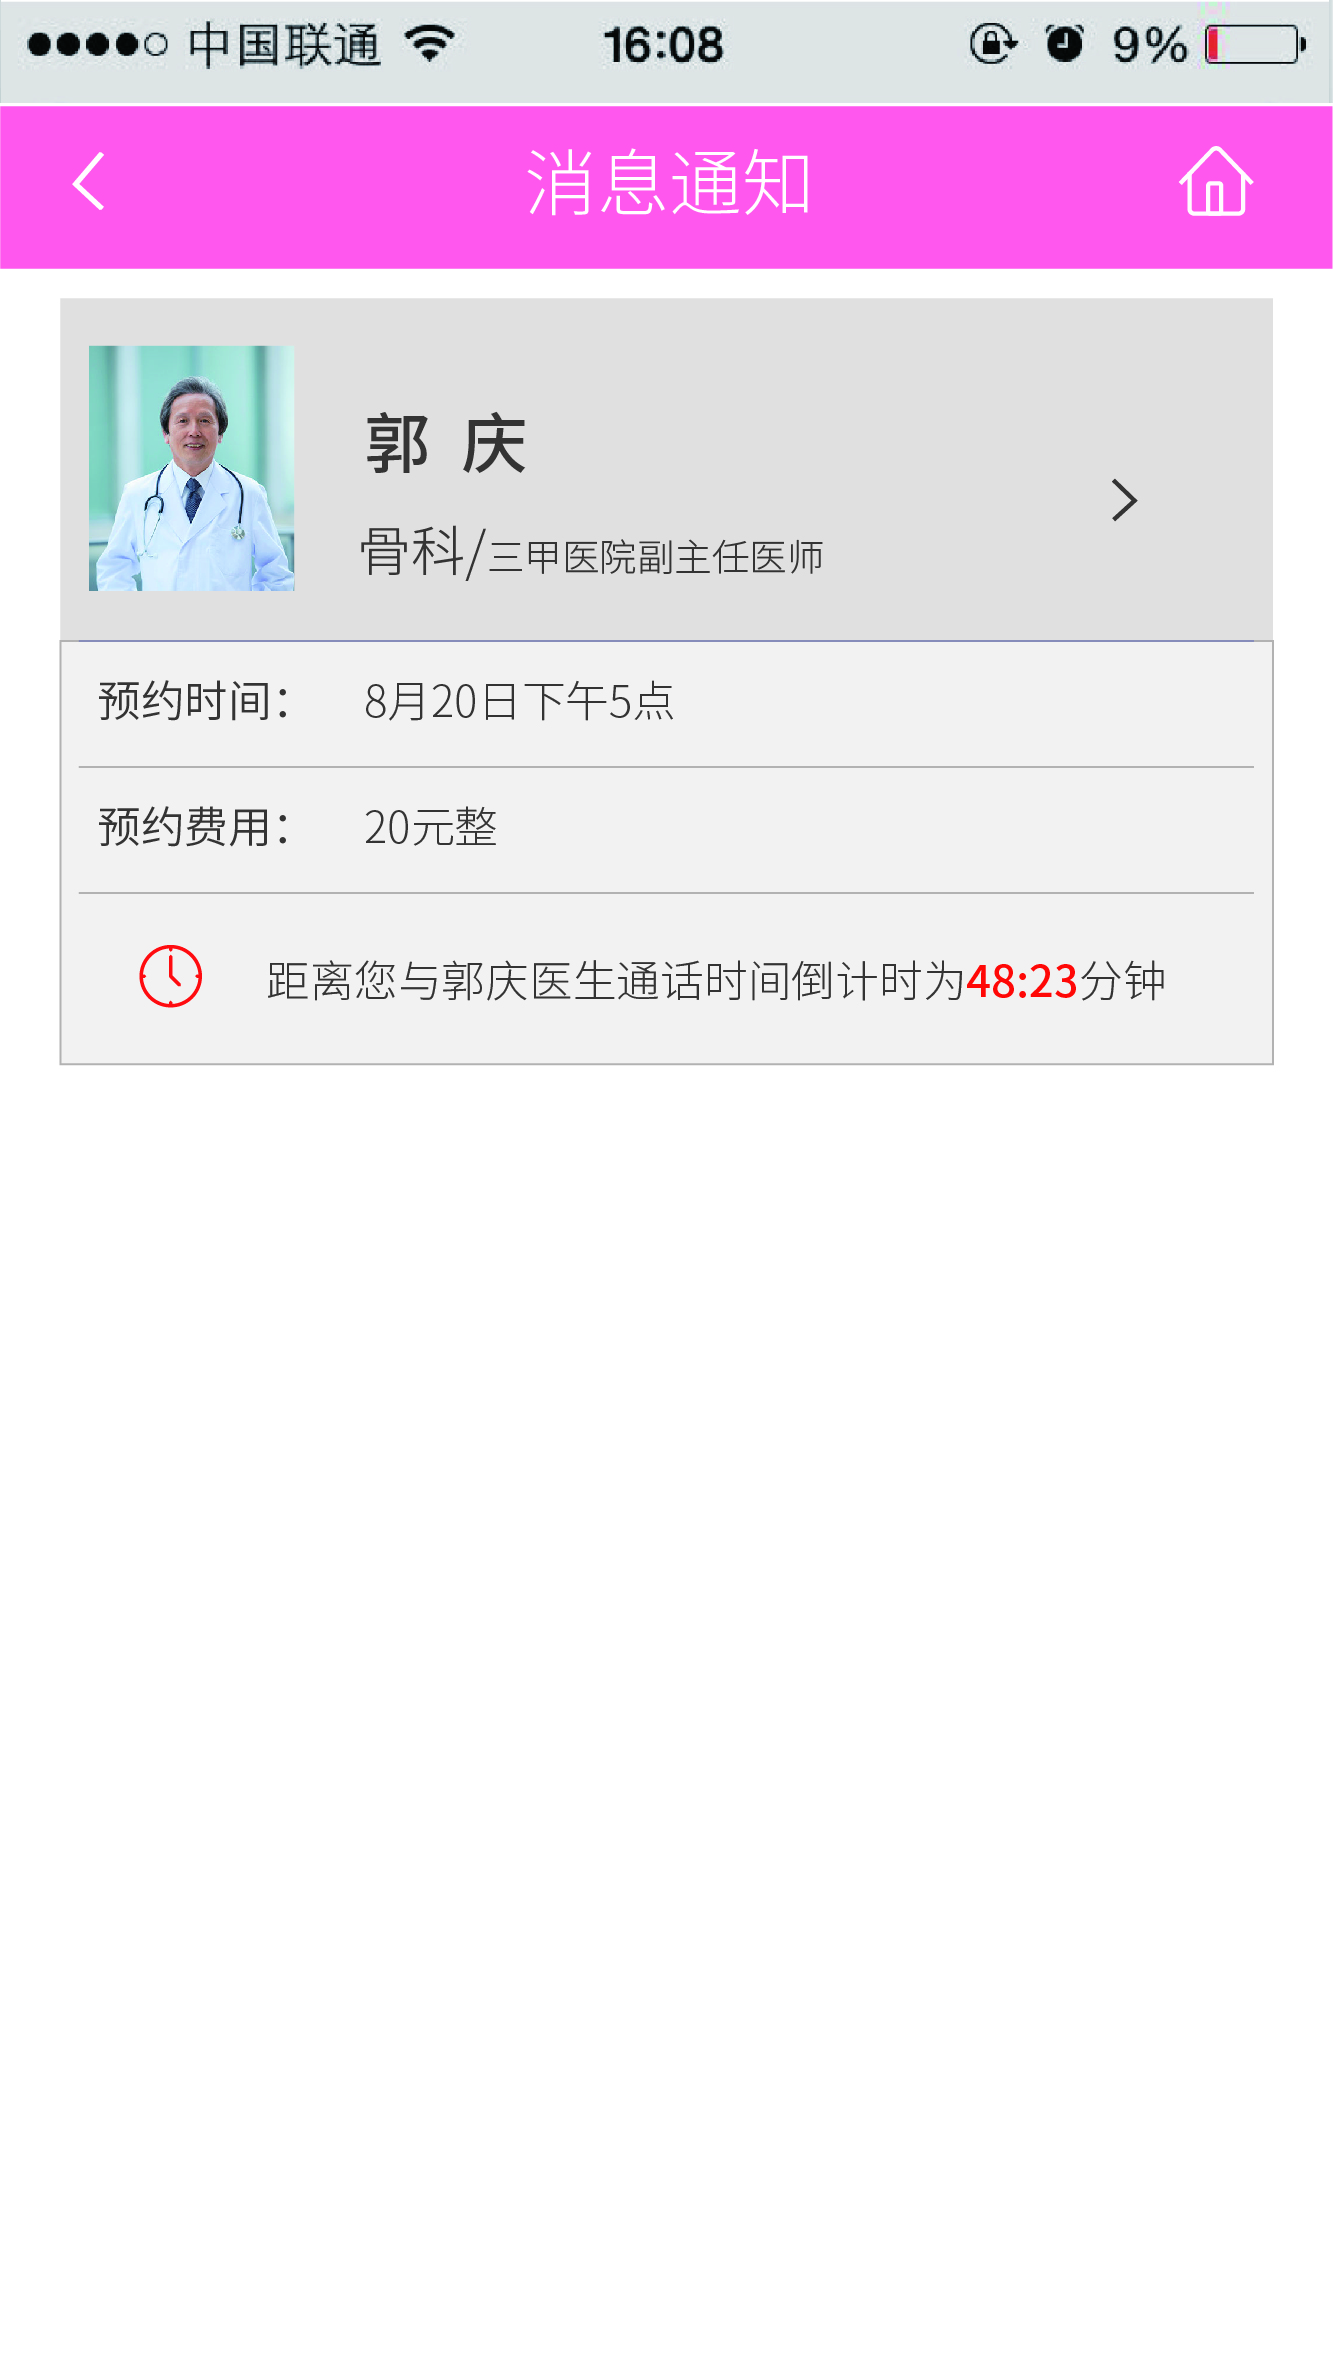 中国联通 16:08 9%
消息通知
郭 庆
骨科/三甲医院副主任医师
预约时间： 8月20日下午5点
预约费用： 20元整
距离您与郭庆医生通话时间倒计时为48:23分钟